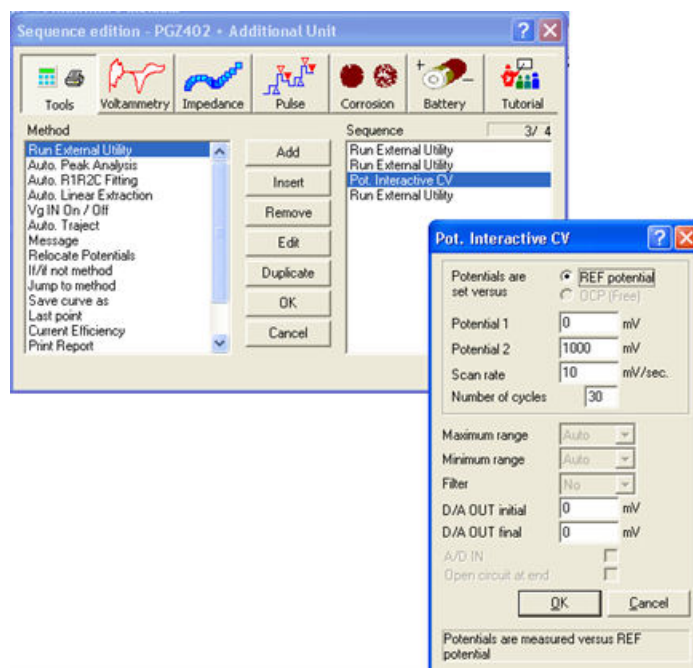 Sequence edition - PGZ402 + Additional Unit
Tools
Voltammetry
Impedance
Pulse
Corrosion
Battery
Tutorial
Method
Run External Utility
Auto. Peak Analysis
Auto. R1R2C Fitting
Auto. Linear Extraction
Vg IN On / Off
Auto. Traject
Message
Relocate Potentials
If/if not method
Jump to method
Save curve as
Last point
Current Efficiency
Print Report
Add
Insert
Remove
Edit
Duplicate
OK
Cancel
Sequence 3/ 4
Run External Utility
Run External Utility
Pot. Interactive CV
Run External Utility
Pot. Interactive CV
Potentials are
set versus
REF potential
OCP (Free)
Potential 1 0 mV
Potential 2 1000 mV
Scan rate 10 mV/sec.
Number of cycles 30
Maximum range Auto
Minimum range Auto
Filter No
D/A OUT initial 0 mV
D/A OUT final 0 mV
A/D IN
Open circuit at end
OK Cancel
Potentials are measured versus REF
potential